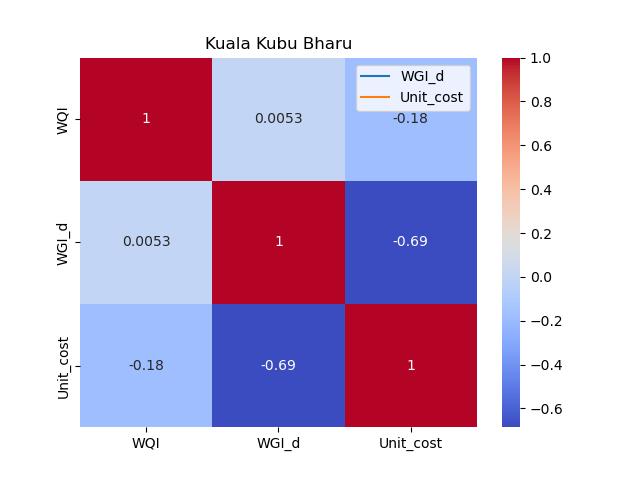 Kuala Kubu Bharu
WGI_d
Unit_cost
WQI
1
0.0053
-0.18
WGI_d
0.0053
1
-0.69
Unit_cost
-0.18
-0.69
1
WQI
WGI_d
Unit_cost
1.0
0.8
0.6
0.4
0.2
0.0
−0.2
−0.4
−0.6